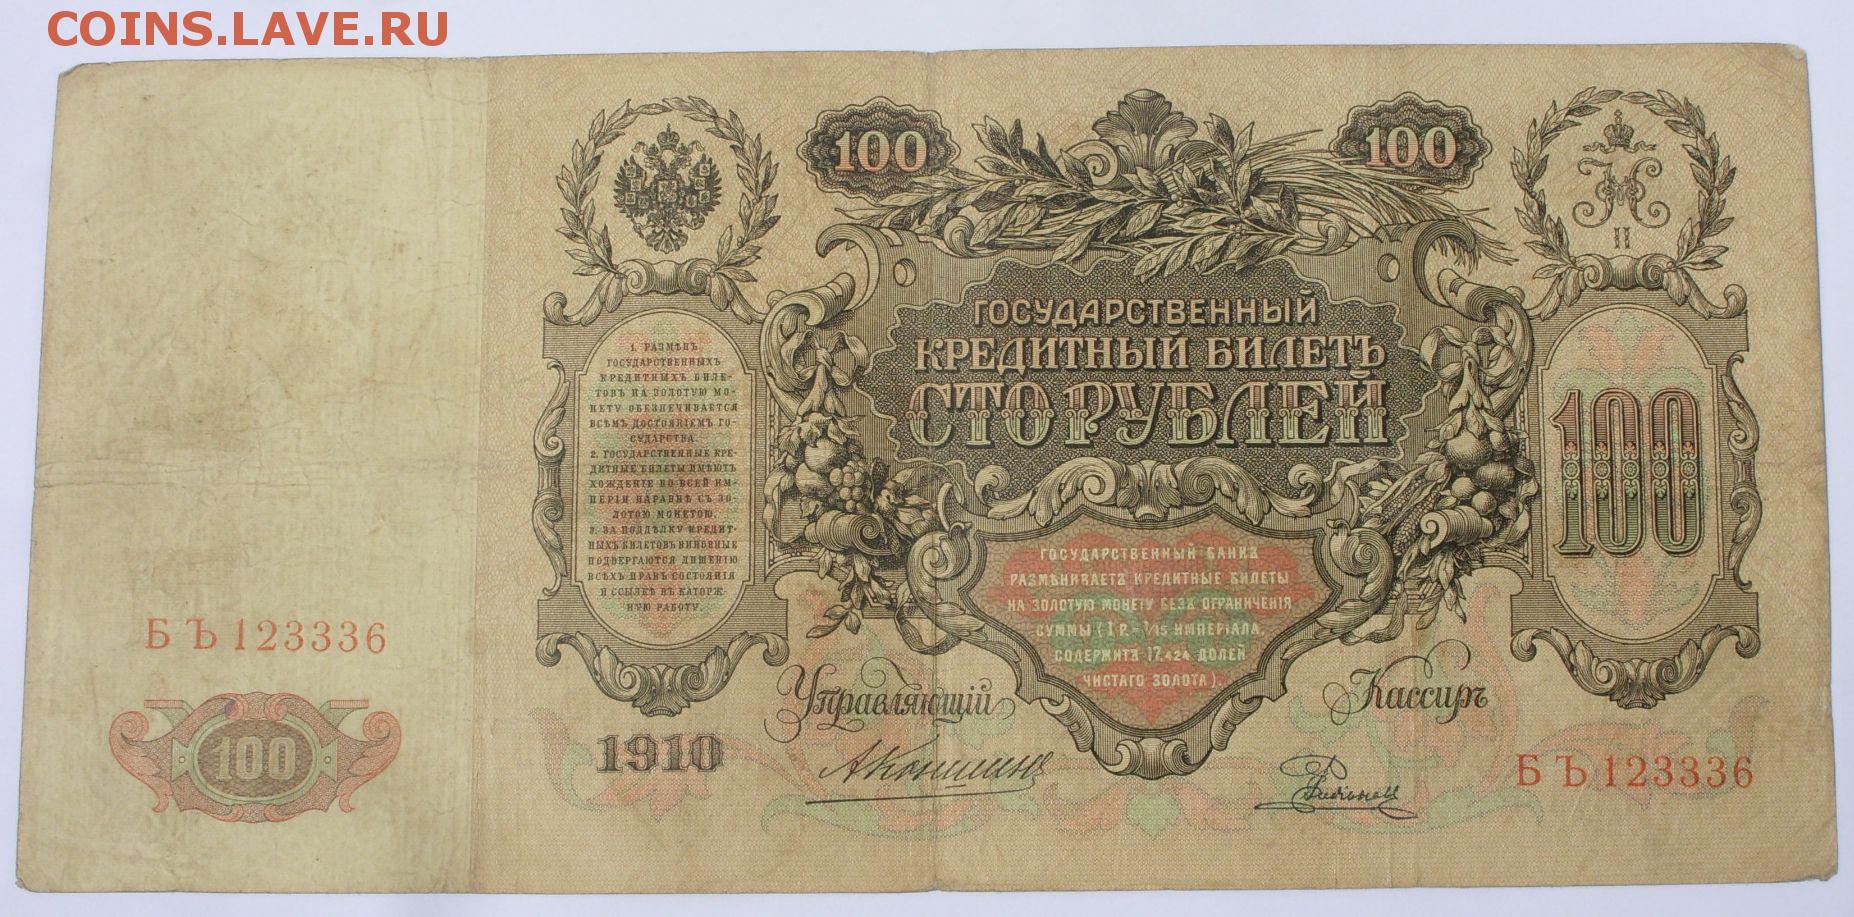 COINS.LAVE.RU
100
100
II
ГОСУДАРСТВЕННЫЙ
КРЕДИТНЫЙ БИЛЕТЪ
СТО РУБЛЕЙ
1. РАЗМѢНЪ
ГОСУДАРСТВЕННЫХЪ
КРЕДИТНЫХЪ БИЛЕ-
ТОВЪ НА ЗОЛОТУЮ МО-
НЕТУ ОБЕЗПЕЧИВАЕТСЯ
ВСѢМЪ ДОСТОЯНІЕМЪ ГО-
СУДАРСТВА.
2. ГОСУДАРСТВЕННЫЕ КРЕ-
ДИТНЫЕ БИЛЕТЫ ИМѢЮТЪ
ХОЖДЕНІЕ ВО ВСЕЙ ИМ-
ПЕРІИ НАРАВНѢ СЪ ЗО-
ЛОТОЮ МОНЕТОЮ.
3. ЗА ПОДДѢЛКУ КРЕДИТ-
НЫХЪ БИЛЕТОВЪ ВИНОВНЫЕ
ПОДВЕРГАЮТСЯ ЛИШЕНІЮ
ВСѢХЪ ПРАВЪ СОСТОЯНІЯ
И ССЫЛКѢ ВЪ КАТОРЖ-
НУЮ РАБОТУ.
100
ГОСУДАРСТВЕННЫЙ БАНКЪ
РАЗМѢНИВАЕТЪ КРЕДИТНЫЕ БИЛЕТЫ
НА ЗОЛОТУЮ МОНЕТУ БЕЗЪ ОГРАНИЧЕНІЯ
СУММЫ (1 Р.= 1/15 ИМПЕРІАЛА,
СОДЕРЖИТЪ 17,424 ДОЛЕЙ
ЧИСТАГО ЗОЛОТА).
БЪ 123336
Управляющій
Кассиръ
100
1910
АКоншинъ
БЪ 123336